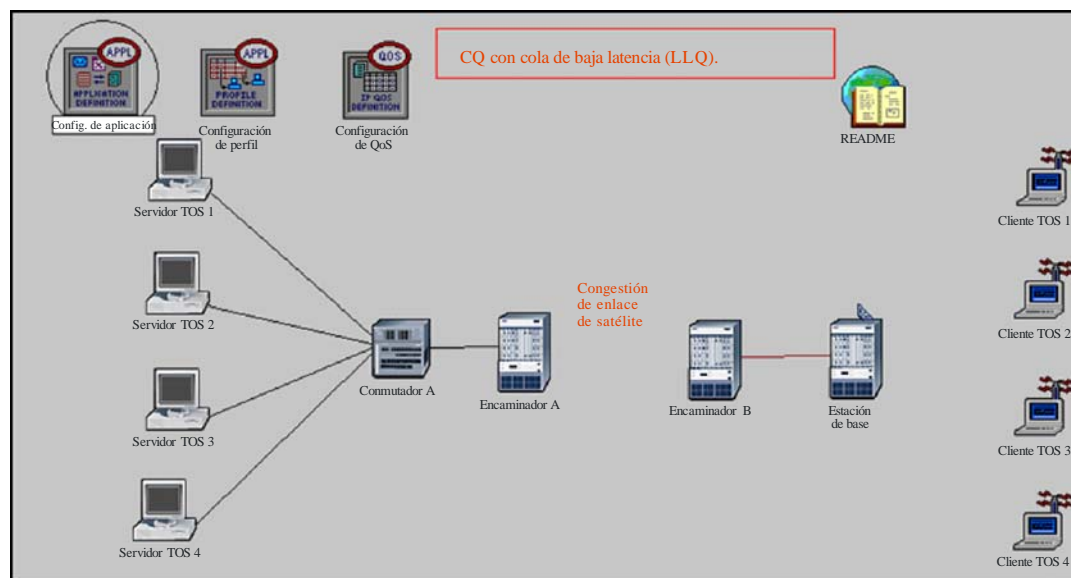 APPL
APPLICATION
DEFINITION
Config. de aplicación
APPL
PROFILE
DEFINITION
Configuración
de perfil
QOS
IP QOS
DEFINITION
Configuración
de QoS
CQ con cola de baja latencia (LLQ).
README
Servidor TOS 1
Cliente TOS 1
Servidor TOS 2
Congestión
de enlace
de satélite
Cliente TOS 2
Conmutador A
Encaminador A
Encaminador B
Estación
de base
Servidor TOS 3
Cliente TOS 3
Servidor TOS 4
Cliente TOS 4